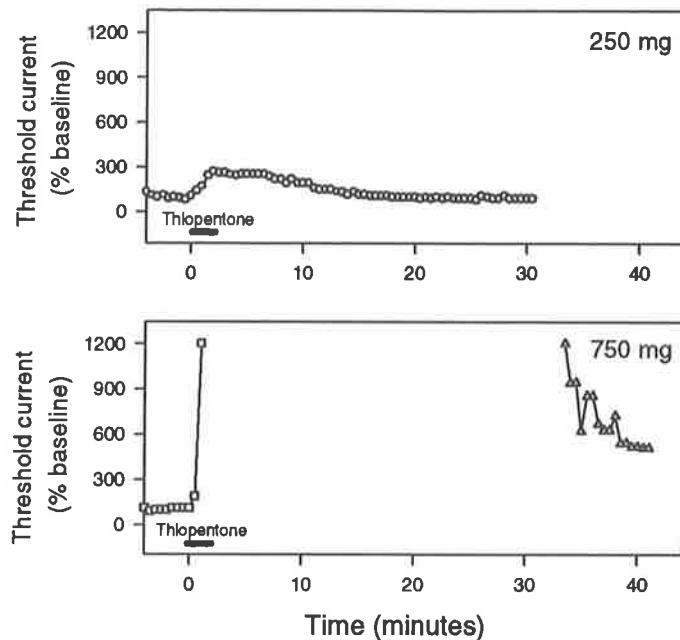 1200
900
600
300
0
Threshold current
(% baseline)
250 mg
Thiopentone
0
10
20
30
40
1200
900
600
300
0
Threshold current
(% baseline)
750 mg
Thiopentone
0
10
20
30
40
Time (minutes)